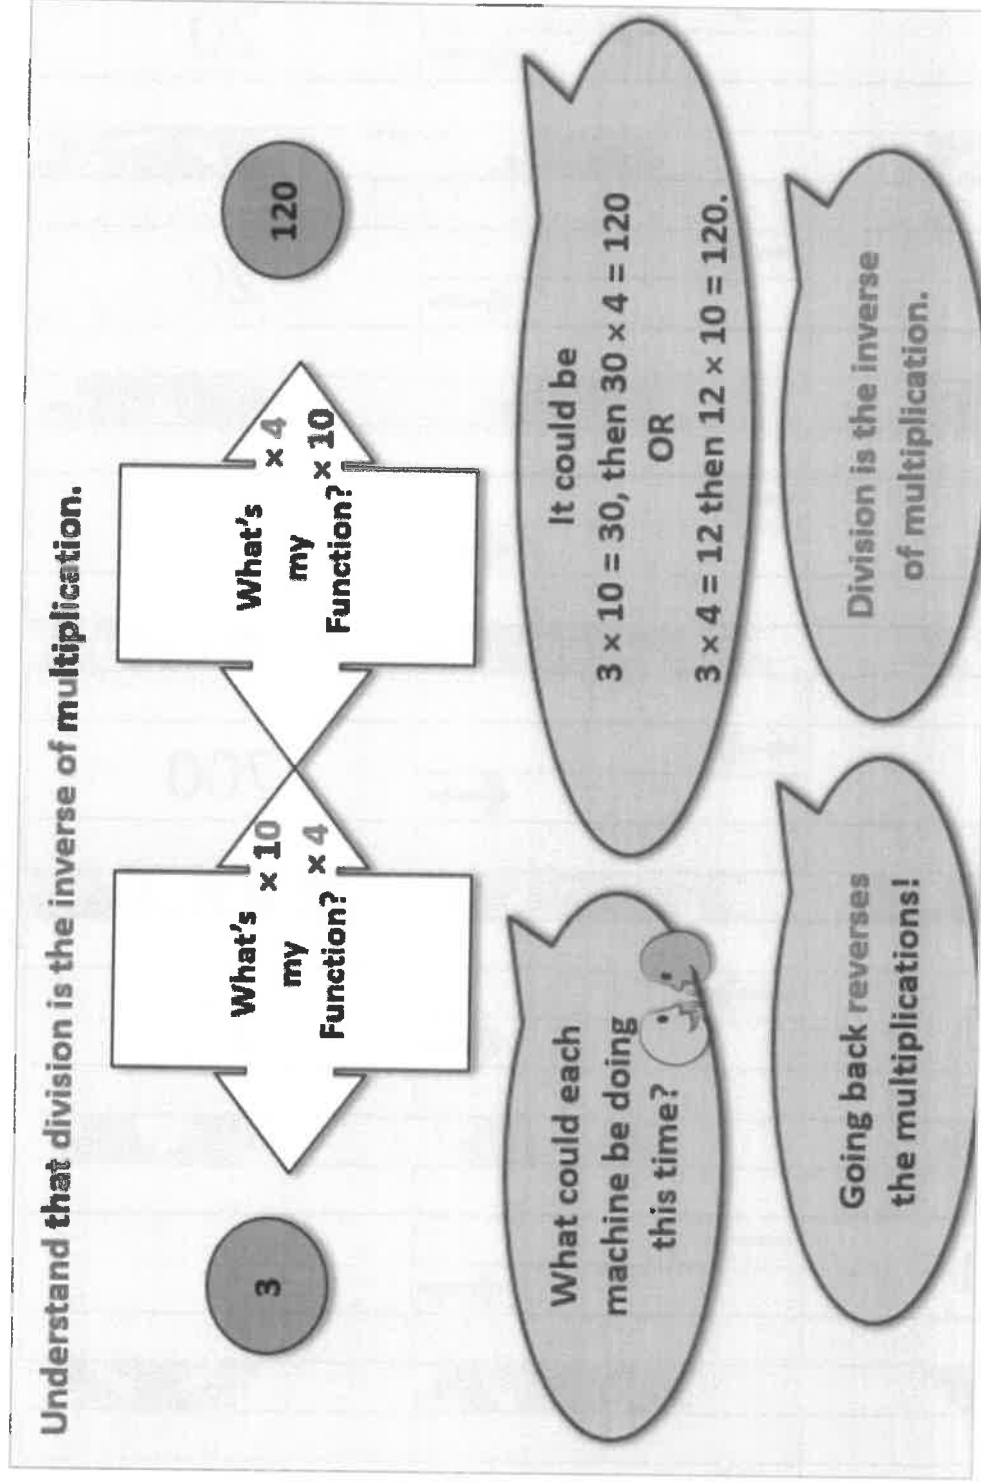 Understand that division is the inverse of multiplication.
3
What's
my
Function?
× 10
× 4
What's
my
Function?
× 4
× 10
120
What could each
machine be doing
this time?
It could be
3 × 10 = 30, then 30 × 4 = 120
OR
3 × 4 = 12 then 12 × 10 = 120.
Going back reverses
the multiplications!
Division is the inverse
of multiplication.
700